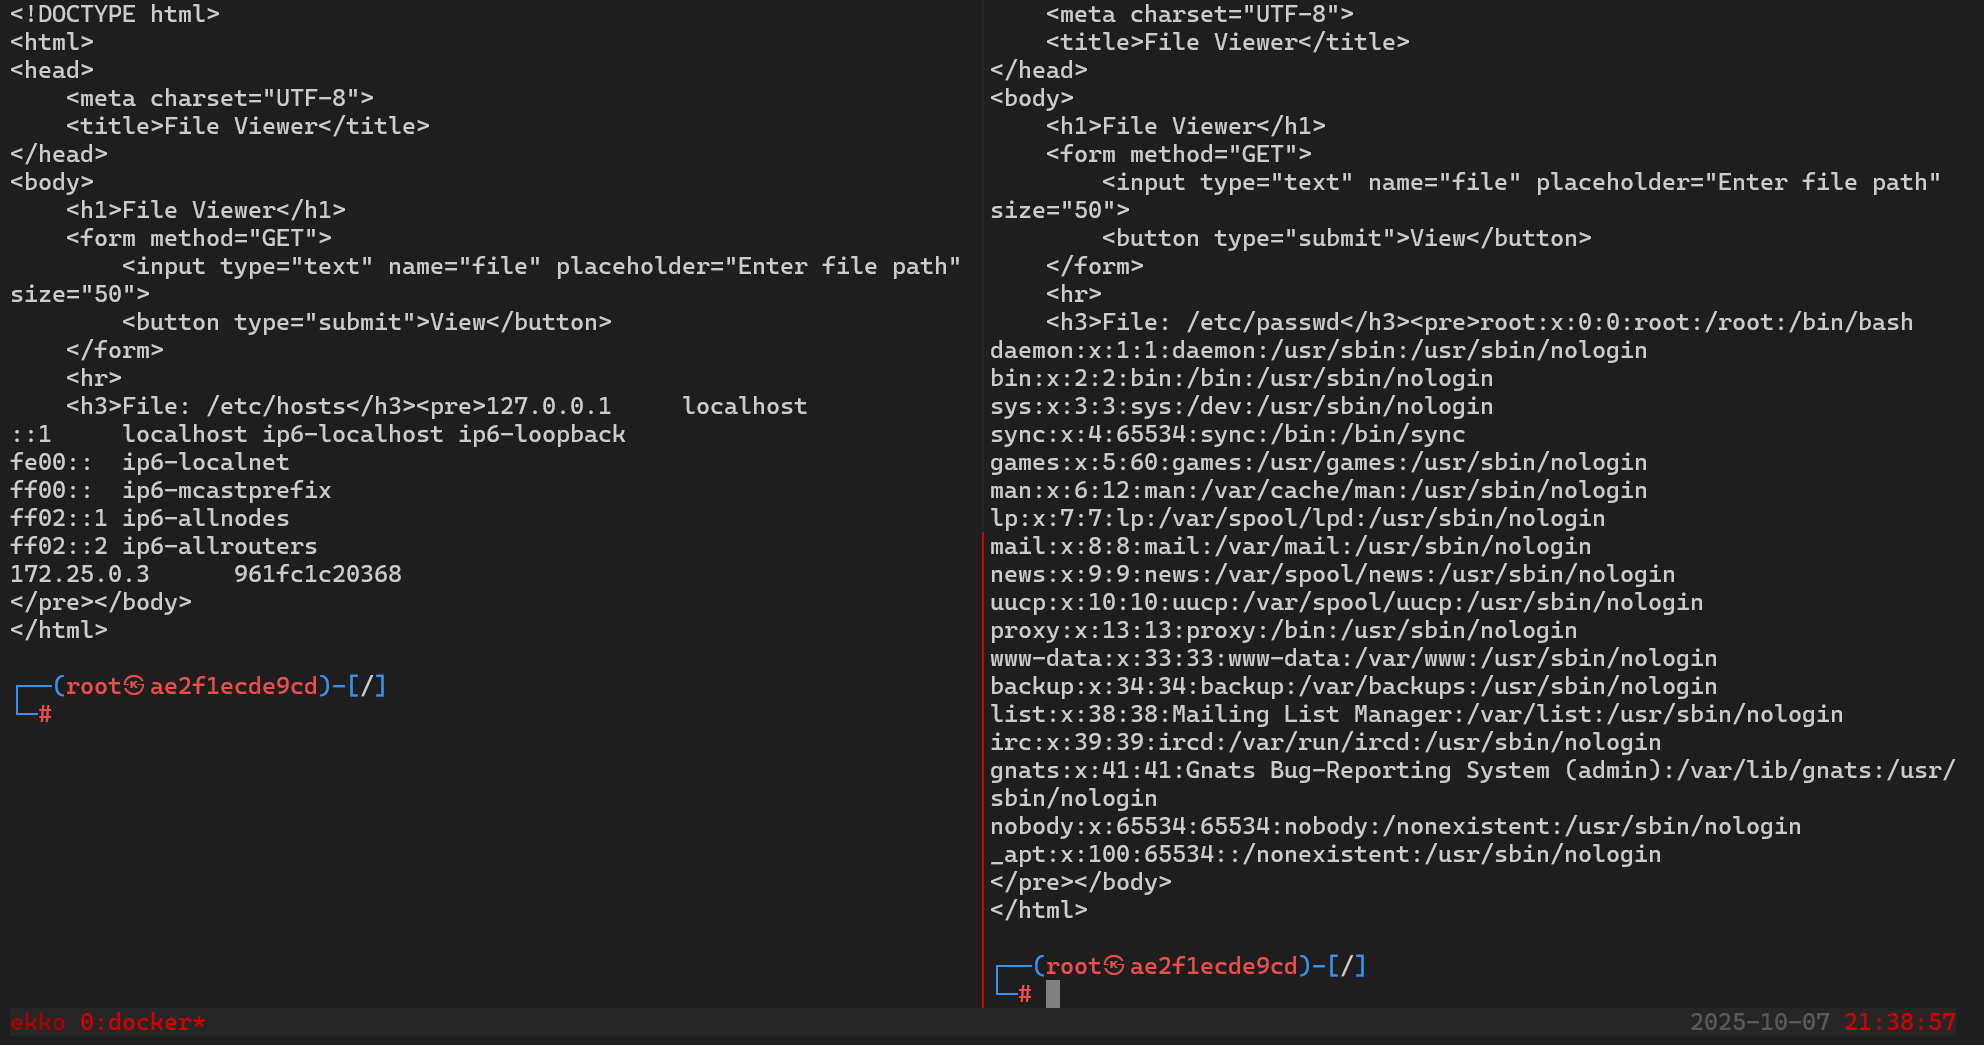 <!DOCTYPE html>
<html>
<head>
    <meta charset="UTF-8">
    <title>File Viewer</title>
</head>
<body>
    <h1>File Viewer</h1>
    <form method="GET">
        <input type="text" name="file" placeholder="Enter file path"
size="50">
        <button type="submit">View</button>
    </form>
    <hr>
    <h3>File: /etc/hosts</h3><pre>127.0.0.1     localhost
::1     localhost ip6-localhost ip6-loopback
fe00::  ip6-localnet
ff00::  ip6-mcastprefix
ff02::1 ip6-allnodes
ff02::2 ip6-allrouters
172.25.0.3      961fc1c20368
</pre></body>
</html>

┌──(root㉿ae2f1ecde9cd)-[/]
└─#
    <meta charset="UTF-8">
    <title>File Viewer</title>
</head>
<body>
    <h1>File Viewer</h1>
    <form method="GET">
        <input type="text" name="file" placeholder="Enter file path"
size="50">
        <button type="submit">View</button>
    </form>
    <hr>
    <h3>File: /etc/passwd</h3><pre>root:x:0:0:root:/root:/bin/bash
daemon:x:1:1:daemon:/usr/sbin:/usr/sbin/nologin
bin:x:2:2:bin:/bin:/usr/sbin/nologin
sys:x:3:3:sys:/dev:/usr/sbin/nologin
sync:x:4:65534:sync:/bin:/bin/sync
games:x:5:60:games:/usr/games:/usr/sbin/nologin
man:x:6:12:man:/var/cache/man:/usr/sbin/nologin
lp:x:7:7:lp:/var/spool/lpd:/usr/sbin/nologin
mail:x:8:8:mail:/var/mail:/usr/sbin/nologin
news:x:9:9:news:/var/spool/news:/usr/sbin/nologin
uucp:x:10:10:uucp:/var/spool/uucp:/usr/sbin/nologin
proxy:x:13:13:proxy:/bin:/usr/sbin/nologin
www-data:x:33:33:www-data:/var/www:/usr/sbin/nologin
backup:x:34:34:backup:/var/backups:/usr/sbin/nologin
list:x:38:38:Mailing List Manager:/var/list:/usr/sbin/nologin
irc:x:39:39:ircd:/var/run/ircd:/usr/sbin/nologin
gnats:x:41:41:Gnats Bug-Reporting System (admin):/var/lib/gnats:/usr/
sbin/nologin
nobody:x:65534:65534:nobody:/nonexistent:/usr/sbin/nologin
_apt:x:100:65534::/nonexistent:/usr/sbin/nologin
</pre></body>
</html>

┌──(root㉿ae2f1ecde9cd)-[/]
└─#
ekko 0:docker* 2025-10-07 21:38:57